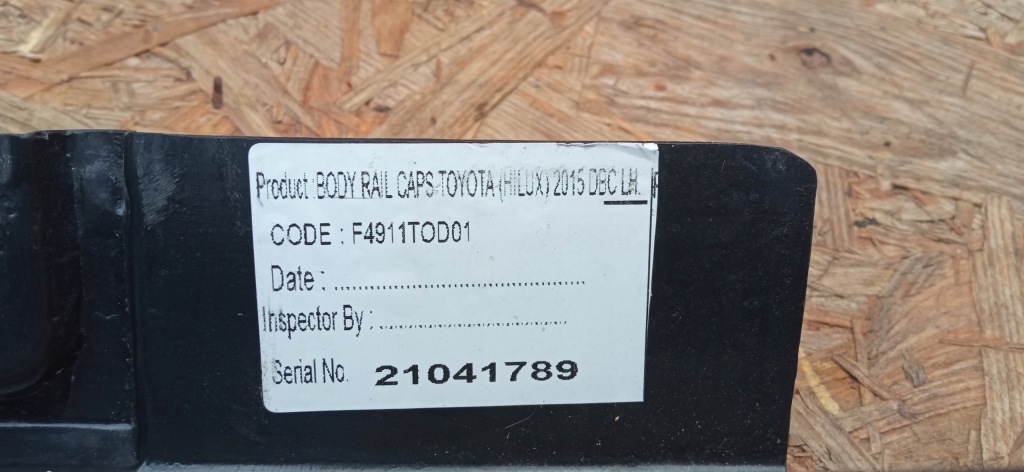 Product : BODY RAIL CAPS TOYOTA (HILUX) 2015 DBC LH.
CODE : F4911TOD01
Date : ........................................
Inspector By : ........................................
Serial No. 21041789